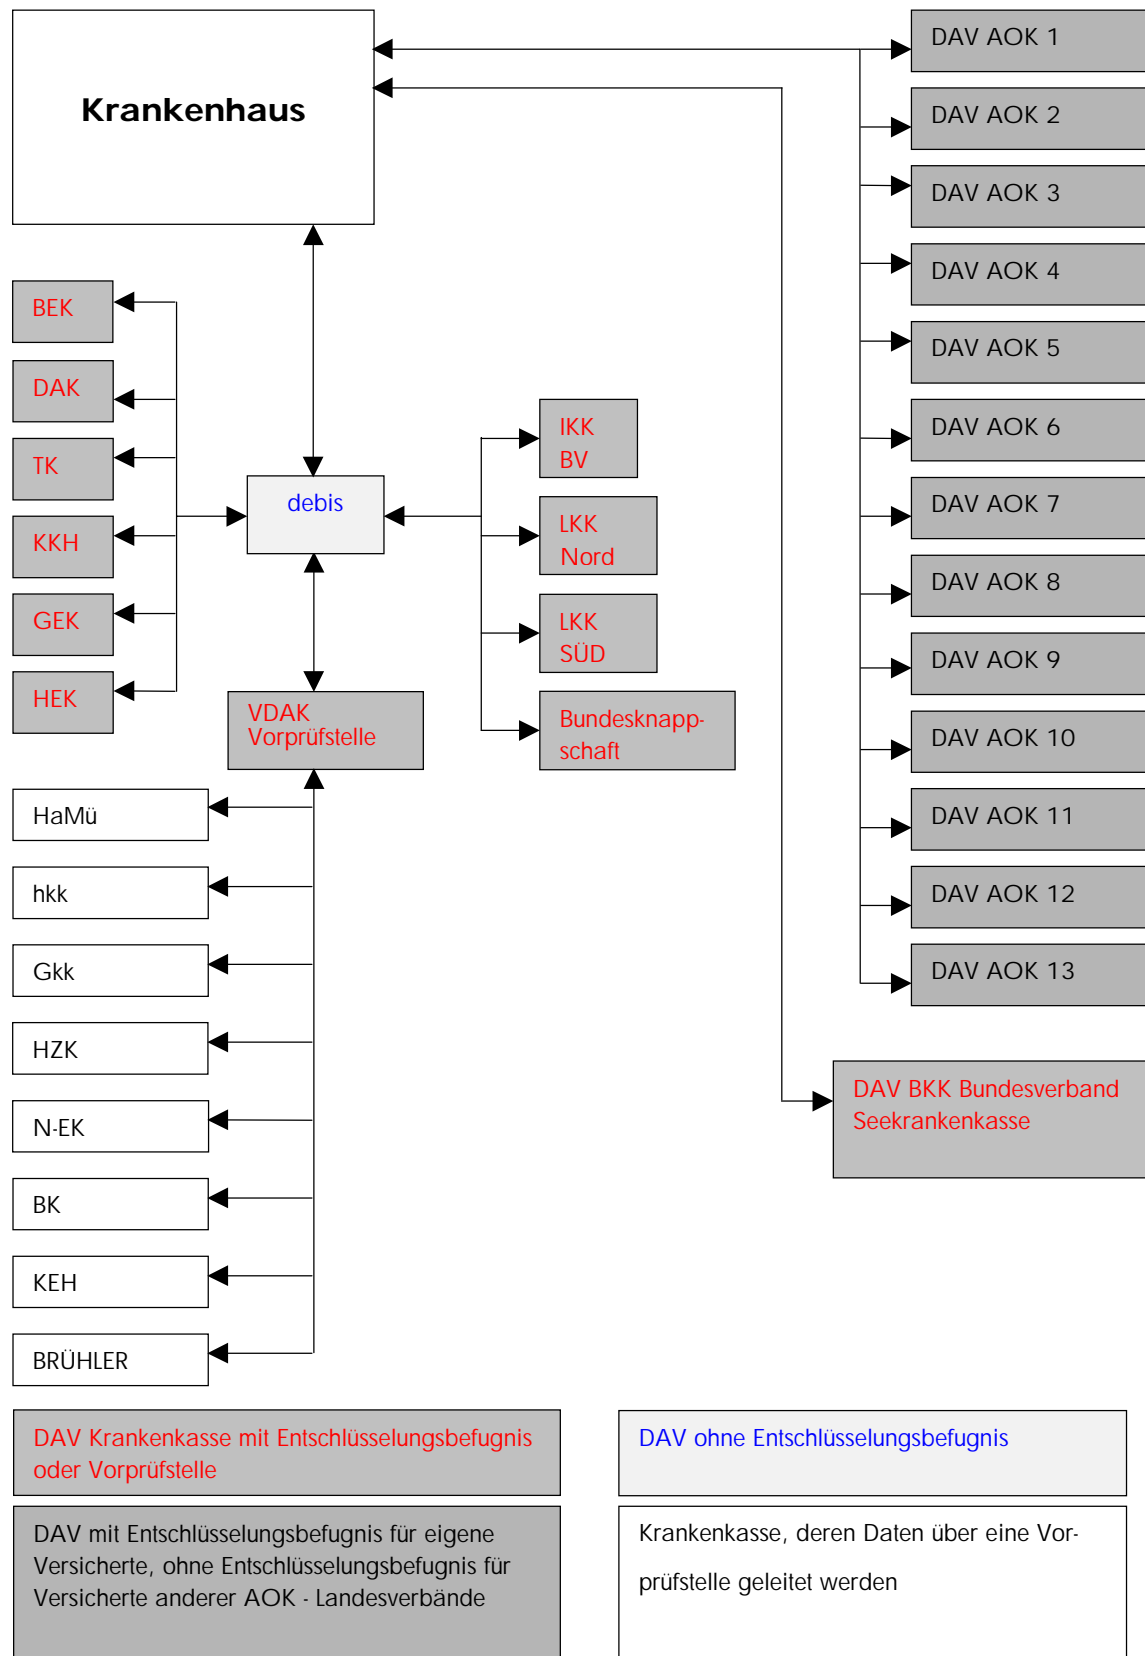 Krankenhaus
DAV AOK 1
DAV AOK 2
DAV AOK 3
DAV AOK 4
DAV AOK 5
DAV AOK 6
DAV AOK 7
DAV AOK 8
DAV AOK 9
DAV AOK 10
DAV AOK 11
DAV AOK 12
DAV AOK 13
BEK
DAK
TK
KKH
GEK
HEK
debis
IKK
BV
LKK
Nord
LKK
SÜD
Bundesknapp-
schaft
VDAK
Vorprüfstelle
HaMü
hkk
Gkk
HZK
N-EK
BK
KEH
BRÜHLER
DAV BKK Bundesverband
Seekrankenkasse
DAV Krankenkasse mit Entschlüsselungsbefugnis
oder Vorprüfstelle
DAV ohne Entschlüsselungsbefugnis
DAV mit Entschlüsselungsbefugnis für eigene
Versicherte, ohne Entschlüsselungsbefugnis für
Versicherte anderer AOK - Landesverbände
Krankenkasse, deren Daten über eine Vor-
prüfstelle geleitet werden